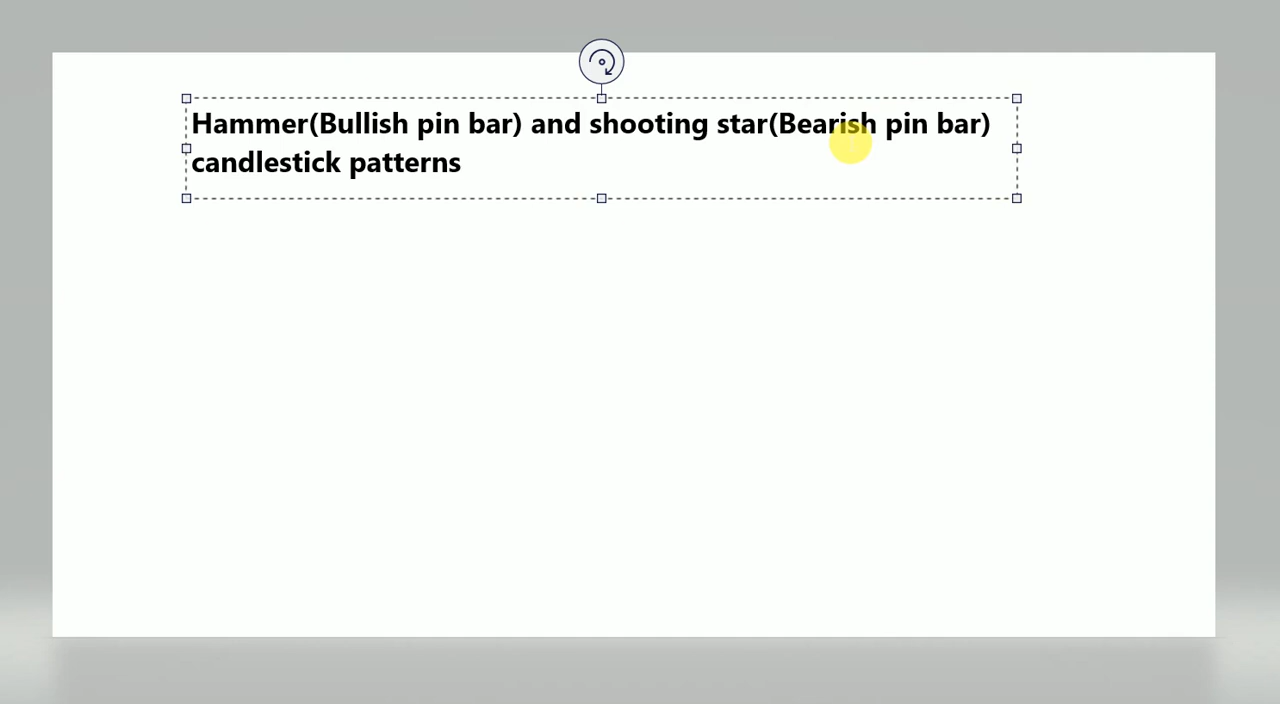 Hammer(Bullish pin bar) and shooting star(Bearish pin bar)
candlestick patterns